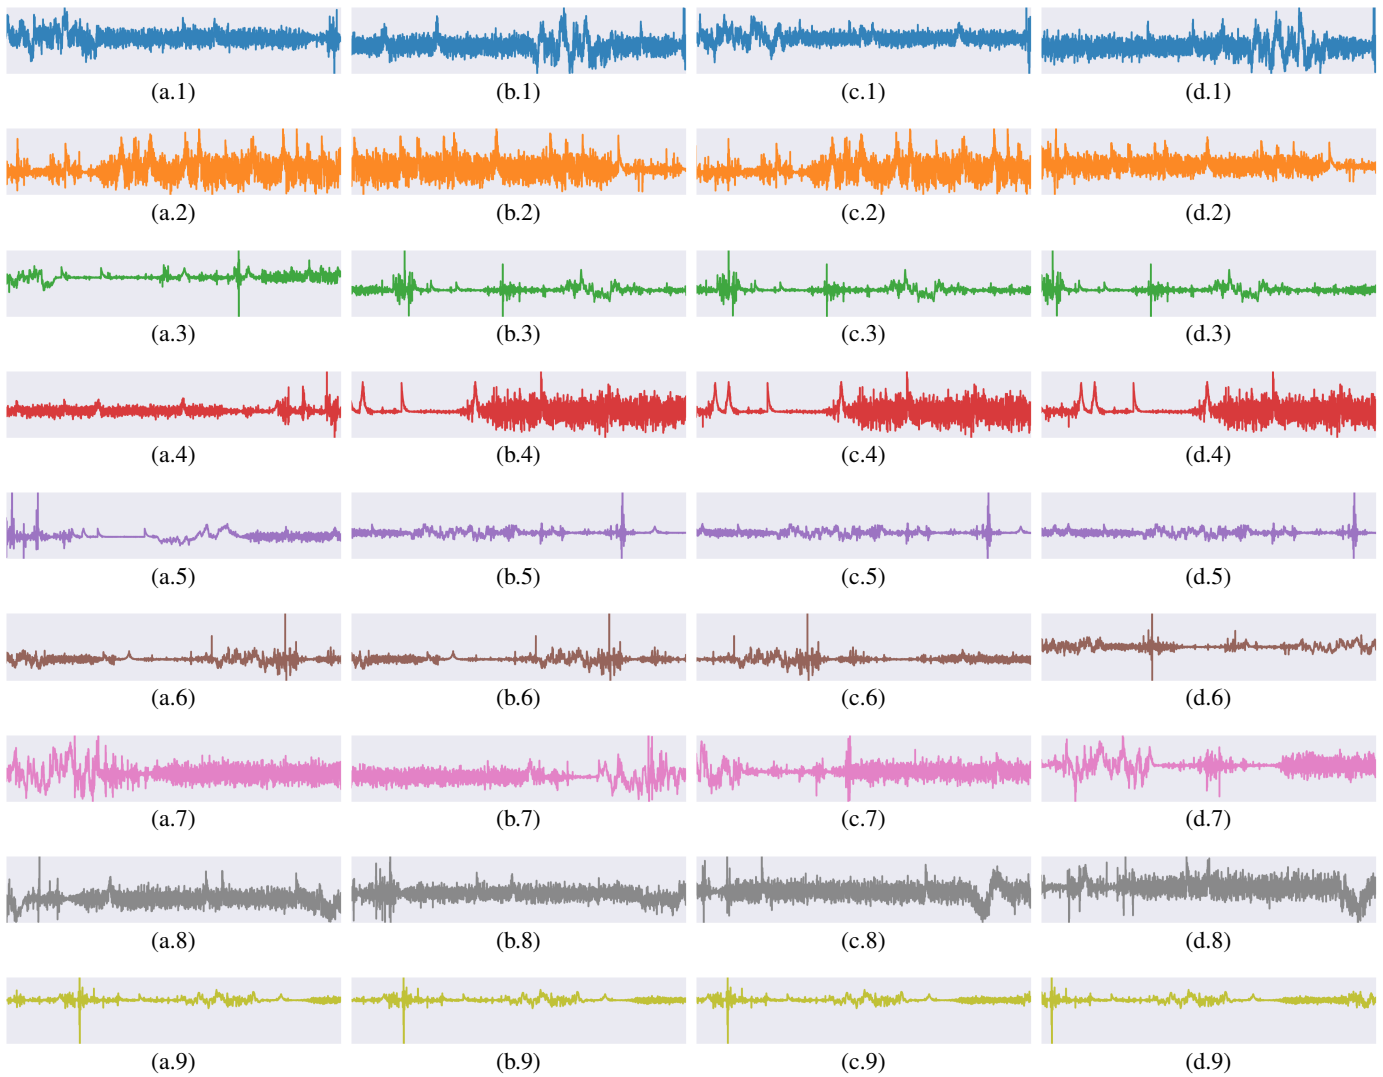 (a.1) (b.1) (c.1) (d.1)
(a.2) (b.2) (c.2) (d.2)
(a.3) (b.3) (c.3) (d.3)
(a.4) (b.4) (c.4) (d.4)
(a.5) (b.5) (c.5) (d.5)
(a.6) (b.6) (c.6) (d.6)
(a.7) (b.7) (c.7) (d.7)
(a.8) (b.8) (c.8) (d.8)
(a.9) (b.9) (c.9) (d.9)